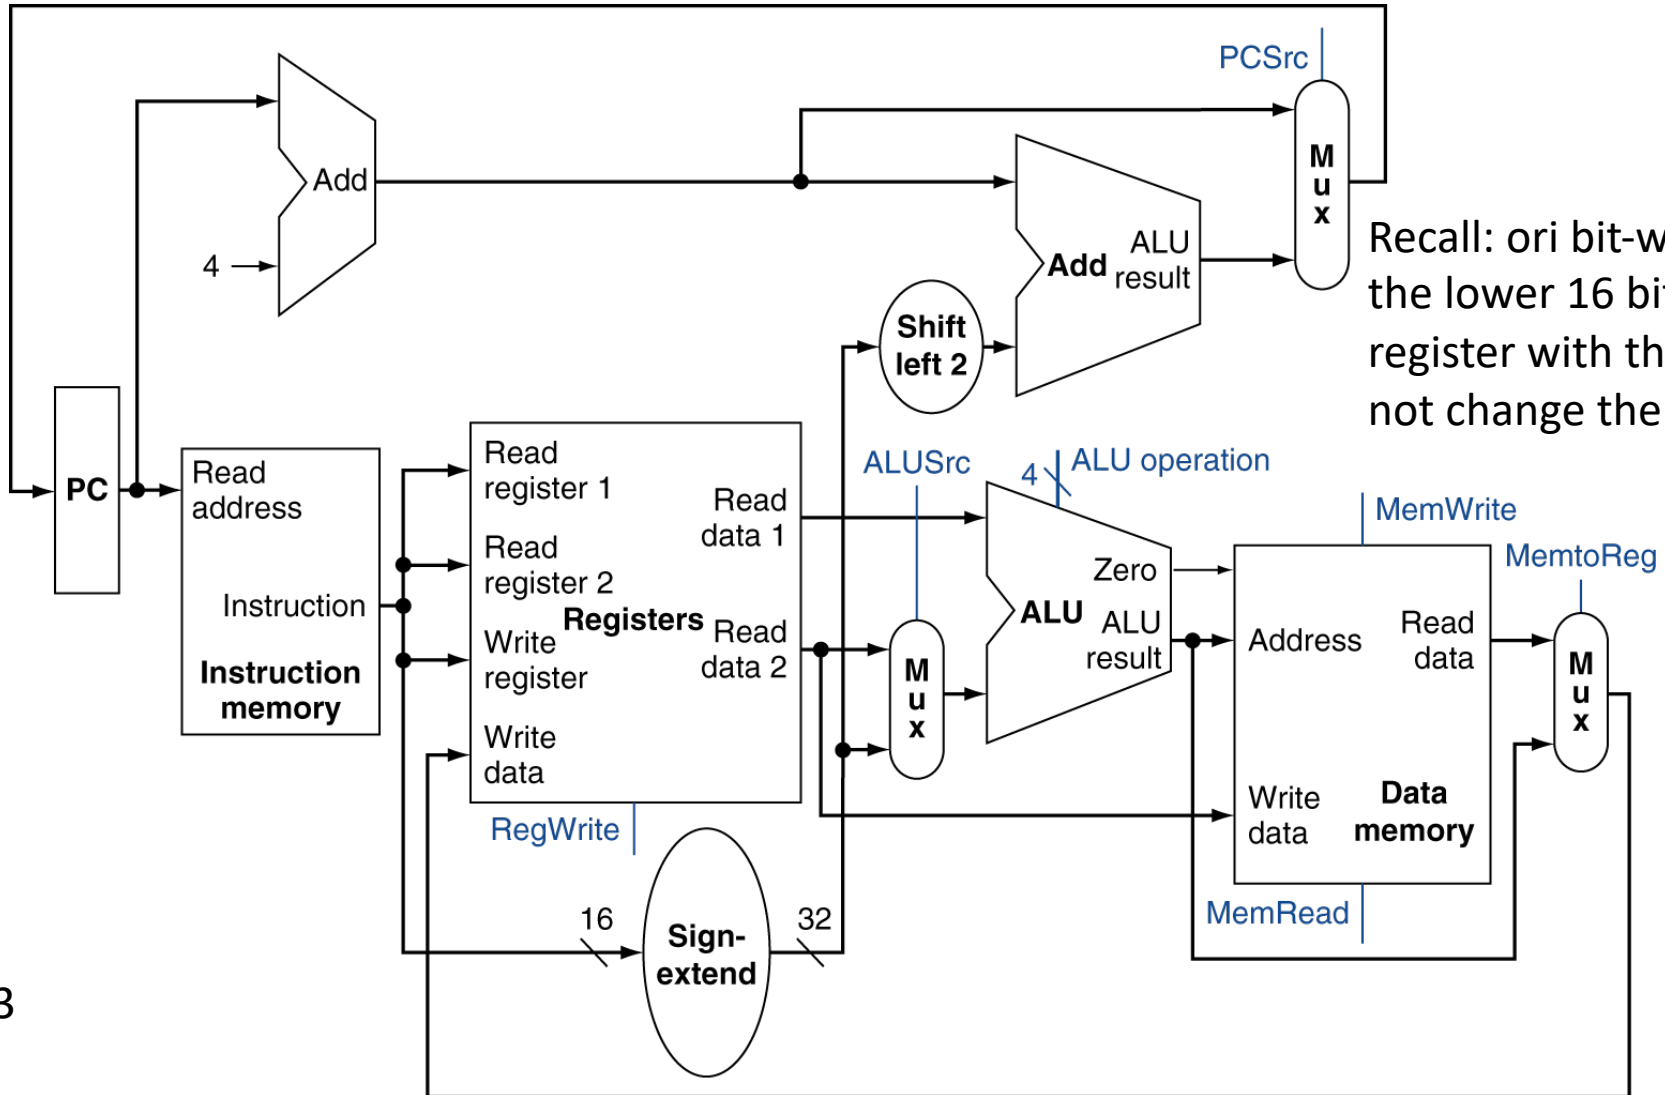 PCSrc
Add
4
M
u
x
Add
ALU
result
Shift
left 2
Recall: ori bit-w
the lower 16 bit
register with th
not change the
PC
Read
address
Instruction
Instruction
memory
Read
register 1
Read
register 2
Write
register
Write
data
Registers
Read
data 1
Read
data 2
RegWrite
ALUSrc
M
u
x
4
ALU operation
Zero
ALU
ALU
result
MemWrite
MemtoReg
Address
Read
data
Write
data
Data
memory
M
u
x
MemRead
16
Sign-
extend
32
3